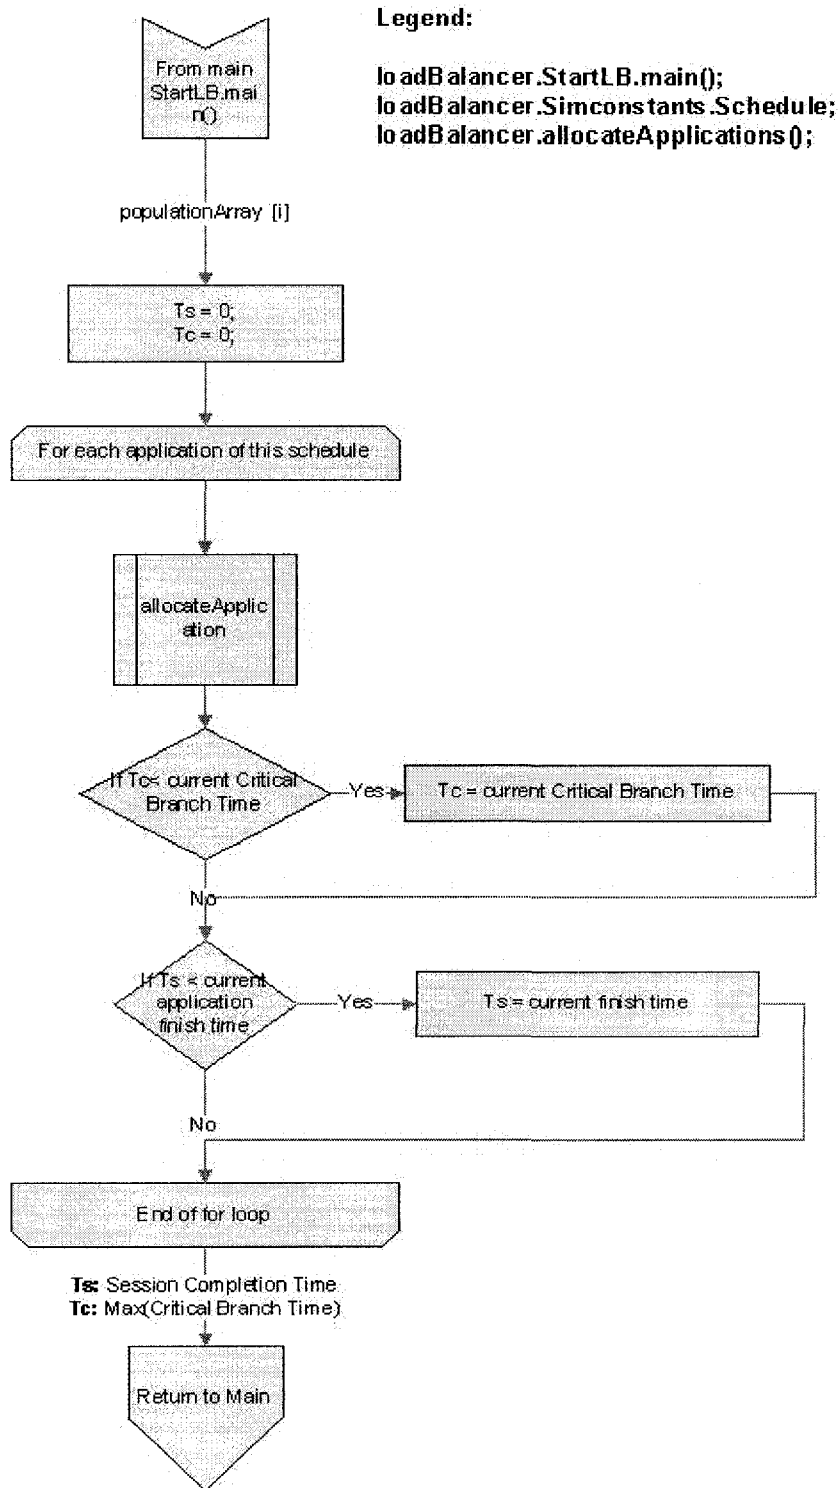 Legend:
loadBalancer.StartLB.main();
loadBalancer.Simconstants.Schedule;
loadBalancer.allocateApplications();
From main
StartLB.mai
n()
populationArray [i]
Ts = 0;
Tc = 0;
For each application of this schedule
allocateApplic
ation
If Tc< current Critical
Branch Time
Yes
Tc = current Critical Branch Time
No
If Ts < current
application
finish time
Yes
Ts = current finish time
No
End of for loop
Ts: Session Completion Time
Tc: Max(Critical Branch Time)
Return to Main